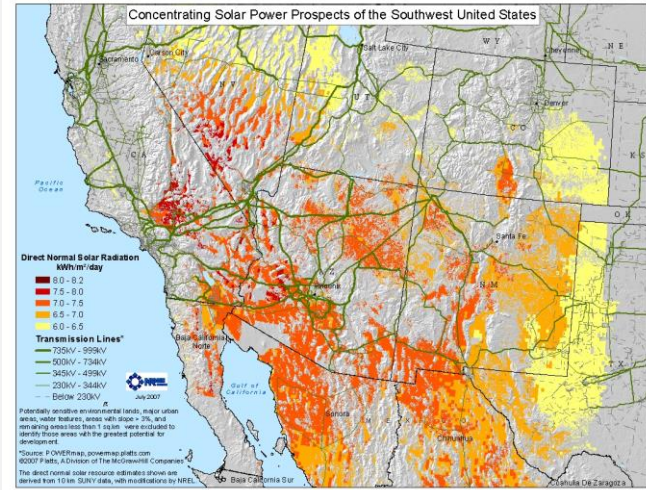 Concentrating Solar Power Prospects of the Southwest United States
Carson City
Sacramento
Salt Lake City
W Y
Cheyenne
N E
N V
U T
Denver
C O
K S
C A
Pacific
Ocean
O K
Santa Fe
N M
A Z
Phoenix
Direct Normal Solar Radiation
kWh/m²/day
8.0 - 8.2
7.5 - 8.0
7.0 - 7.5
6.5 - 7.0
6.0 - 6.5
Transmission Lines*
735kV - 999kV
500kV - 734kV
345kV - 499kV
230kV - 344kV
Below 230kV
NREL
July 2007
Baja California
Norte
Gulf of
California
Sonora
Chihuahua
Potentially sensitive environmental lands, major urban
areas, water features, areas with slope > 3%, and
remaining areas less than 1 sq km were excluded to
identify those areas with the greatest potential for
development.
*Source: POWERmap, powermap.platts.com
©2007 Platts, A Division of The McGraw-Hill Companies
The direct normal solar resource estimates shown are
derived from 10 km SUNY data, with modifications by NREL.
Baja California Sur
Coahuila De Zaragoza